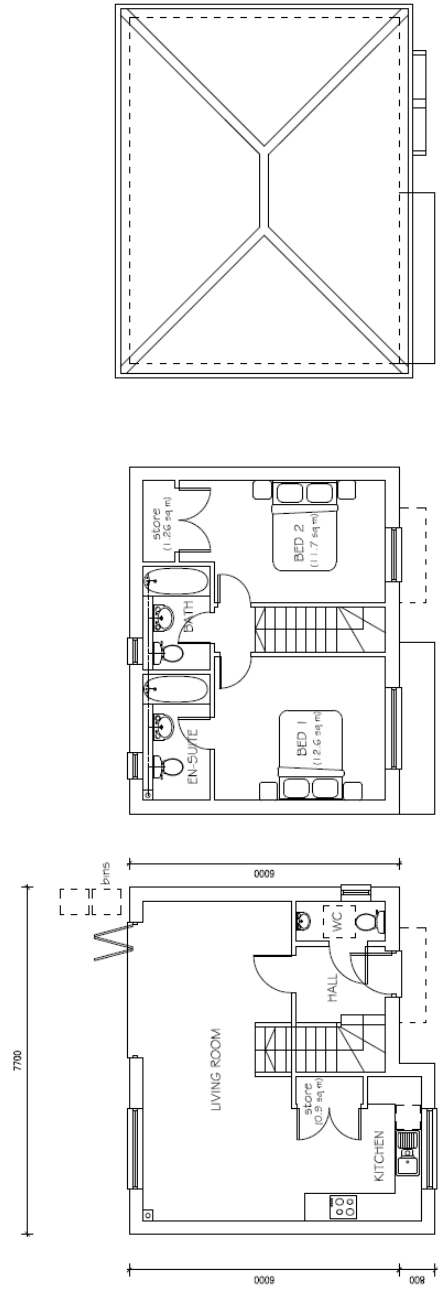 store
(1.26 sq m)
BATH
BED 2
(11.7 sq m)
EN-SUITE
BED 1
(12.6 sq m)
bins
6000
7700
WC
HALL
LIVING ROOM
store
(0.9 sq m)
KITCHEN
6000
800